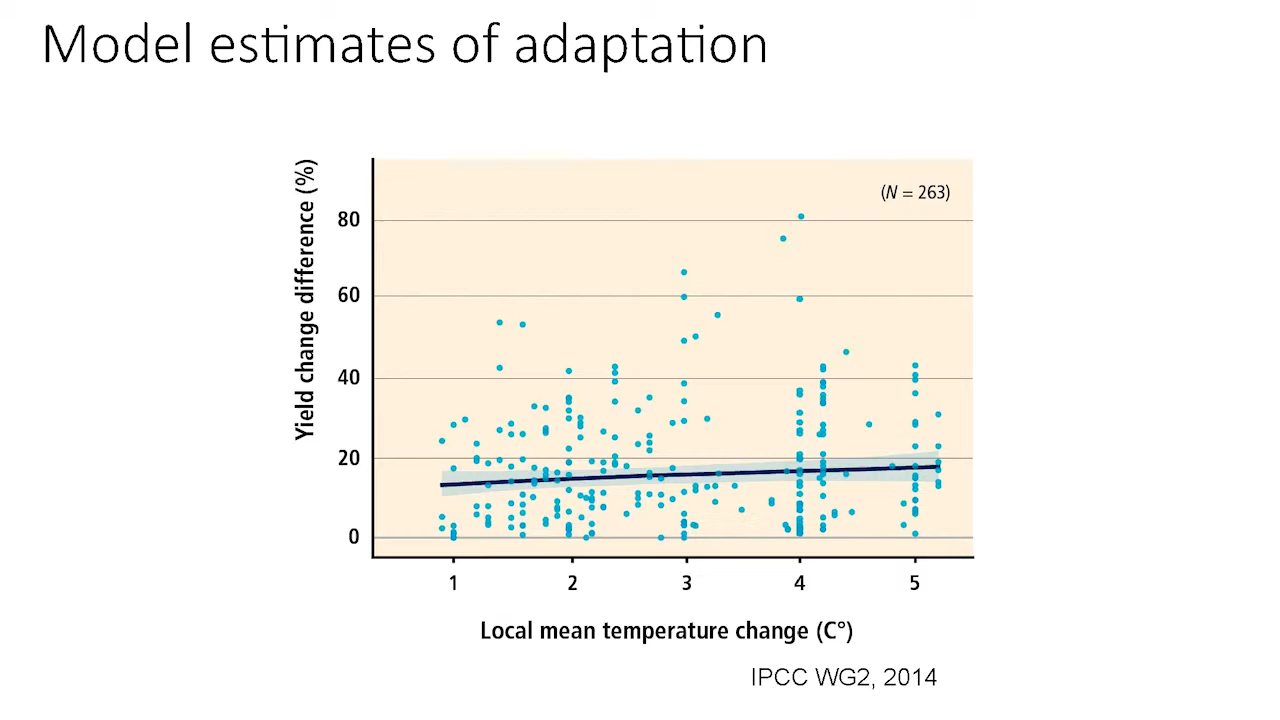 Model estimates of adaptation
(N = 263)
Yield change difference (%)
80
60
40
20
0
1 2 3 4 5
Local mean temperature change (C°)
IPCC WG2, 2014